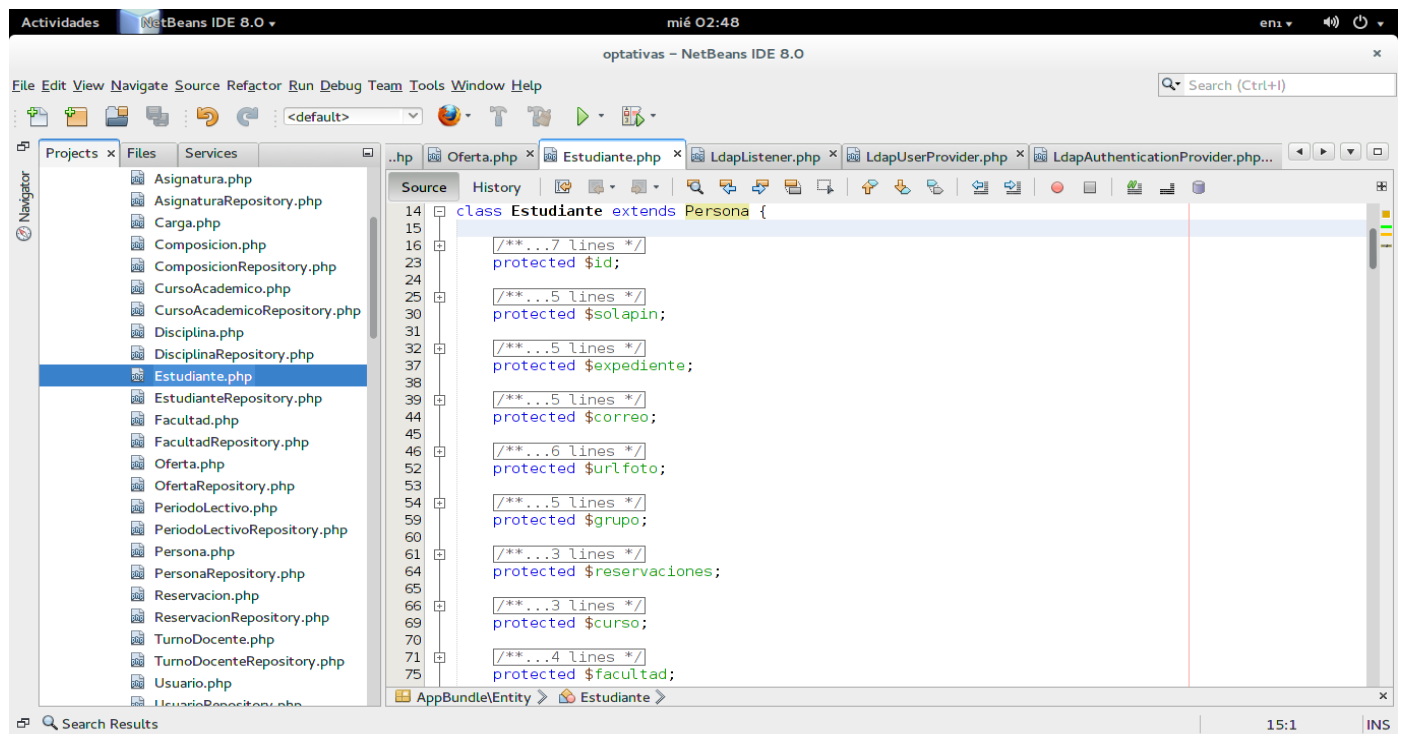 Actividades NetBeans IDE 8.0 mié 02:48 en₁
optativas – NetBeans IDE 8.0 ×
File Edit View Navigate Source Refactor Run Debug Team Tools Window Help Search (Ctrl+I)
<default>
Projects × Files Services
..hp Oferta.php × Estudiante.php × LdapListener.php × LdapUserProvider.php × LdapAuthenticationProvider.php...
Navigator
Source History
Asignatura.php
AsignaturaRepository.php
Carga.php
Composicion.php
ComposicionRepository.php
CursoAcademico.php
CursoAcademicoRepository.php
Disciplina.php
DisciplinaRepository.php
Estudiante.php
EstudianteRepository.php
Facultad.php
FacultadRepository.php
Oferta.php
OfertaRepository.php
PeriodoLectivo.php
PeriodoLectivoRepository.php
Persona.php
PersonaRepository.php
Reservacion.php
ReservacionRepository.php
TurnoDocente.php
TurnoDocenteRepository.php
Usuario.php
UsuarioRepository.php
14 class Estudiante extends Persona {
15
16 /**...7 lines */
23 protected $id;
24
25 /**...5 lines */
30 protected $solapin;
31
32 /**...5 lines */
37 protected $expediente;
38
39 /**...5 lines */
44 protected $correo;
45
46 /**...6 lines */
52 protected $urlfoto;
53
54 /**...5 lines */
59 protected $grupo;
60
61 /**...3 lines */
64 protected $reservaciones;
65
66 /**...3 lines */
69 protected $curso;
70
71 /**...4 lines */
75 protected $facultad;
AppBundle\Entity Estudiante ×
Search Results 15:1 INS